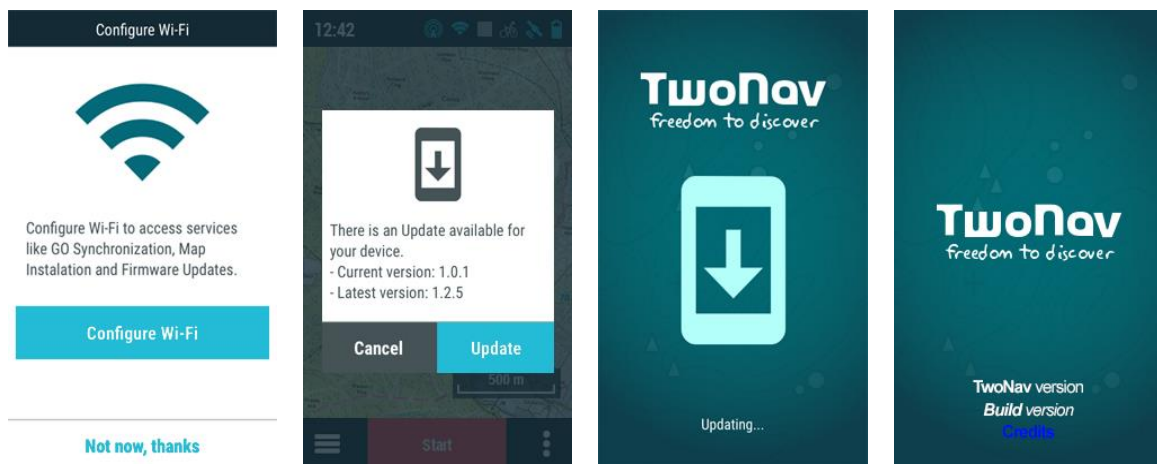 Configure Wi-Fi
Configure Wi-Fi to access services
like GO Synchronization, Map
Instalation and Firmware Updates.
Configure Wi-Fi
Not now, thanks
12:42
There is an Update available for
your device.
- Current version: 1.0.1
- Latest version: 1.2.5
Cancel
Update
500 m
Start
TwoNav
freedom to discover
Updating...
TwoNav
freedom to discover
TwoNav version
Build version
Credits